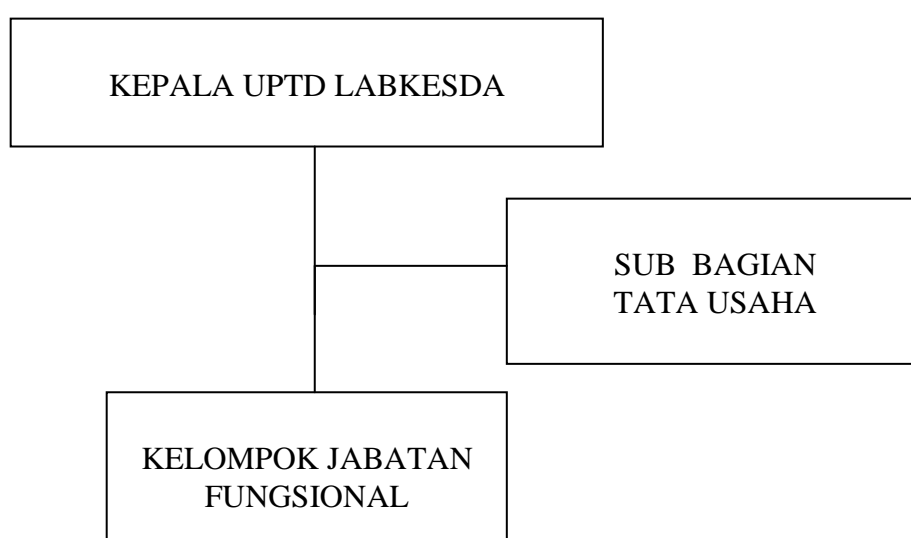 KEPALA UPTD LABKESDA
SUB BAGIAN
TATA USAHA
KELOMPOK JABATAN
FUNGSIONAL